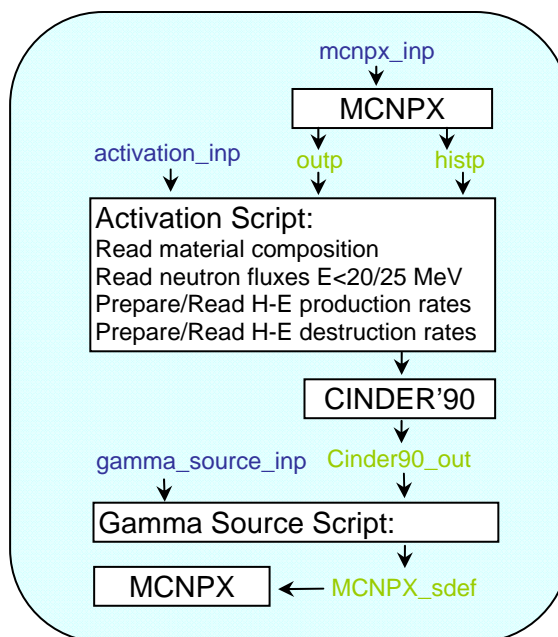 mcnpx_inp
MCNPX
activation_inp
outp
histp
Activation Script:
Read material composition
Read neutron fluxes E<20/25 MeV
Prepare/Read H-E production rates
Prepare/Read H-E destruction rates
CINDER'90
gamma_source_inp
Cinder90_out
Gamma Source Script:
MCNPX
MCNPX_sdef